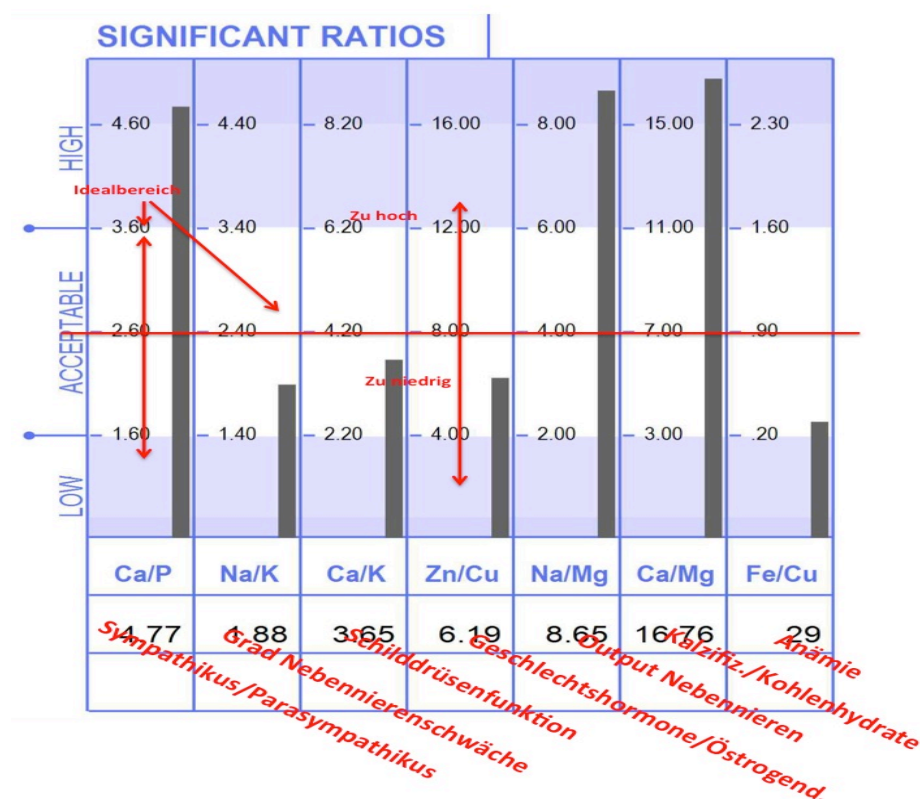 SIGNIFICANT RATIOS
HIGH
ACCEPTABLE
LOW
4.60 4.40 8.20 16.00 8.00 15.00 2.30
Idealbereich
Zu hoch
3.60 3.40 6.20 12.00 6.00 11.00 1.60
2.60 2.40 4.20 8.00 4.00 7.00 .90
Zu niedrig
1.60 1.40 2.20 4.00 2.00 3.00 .20
Ca/P Na/K Ca/K Zn/Cu Na/Mg Ca/Mg Fe/Cu
4.77 1.88 3.65 6.19 8.65 16.76 .29
Sympathikus/Parasympathikus
Grad Nebennierenschwäche
Schilddrüsenfunktion
Geschlechtshormone/Östrogend
Output Nebennieren
Kalzifiz./Kohlenhydrate
Anämie